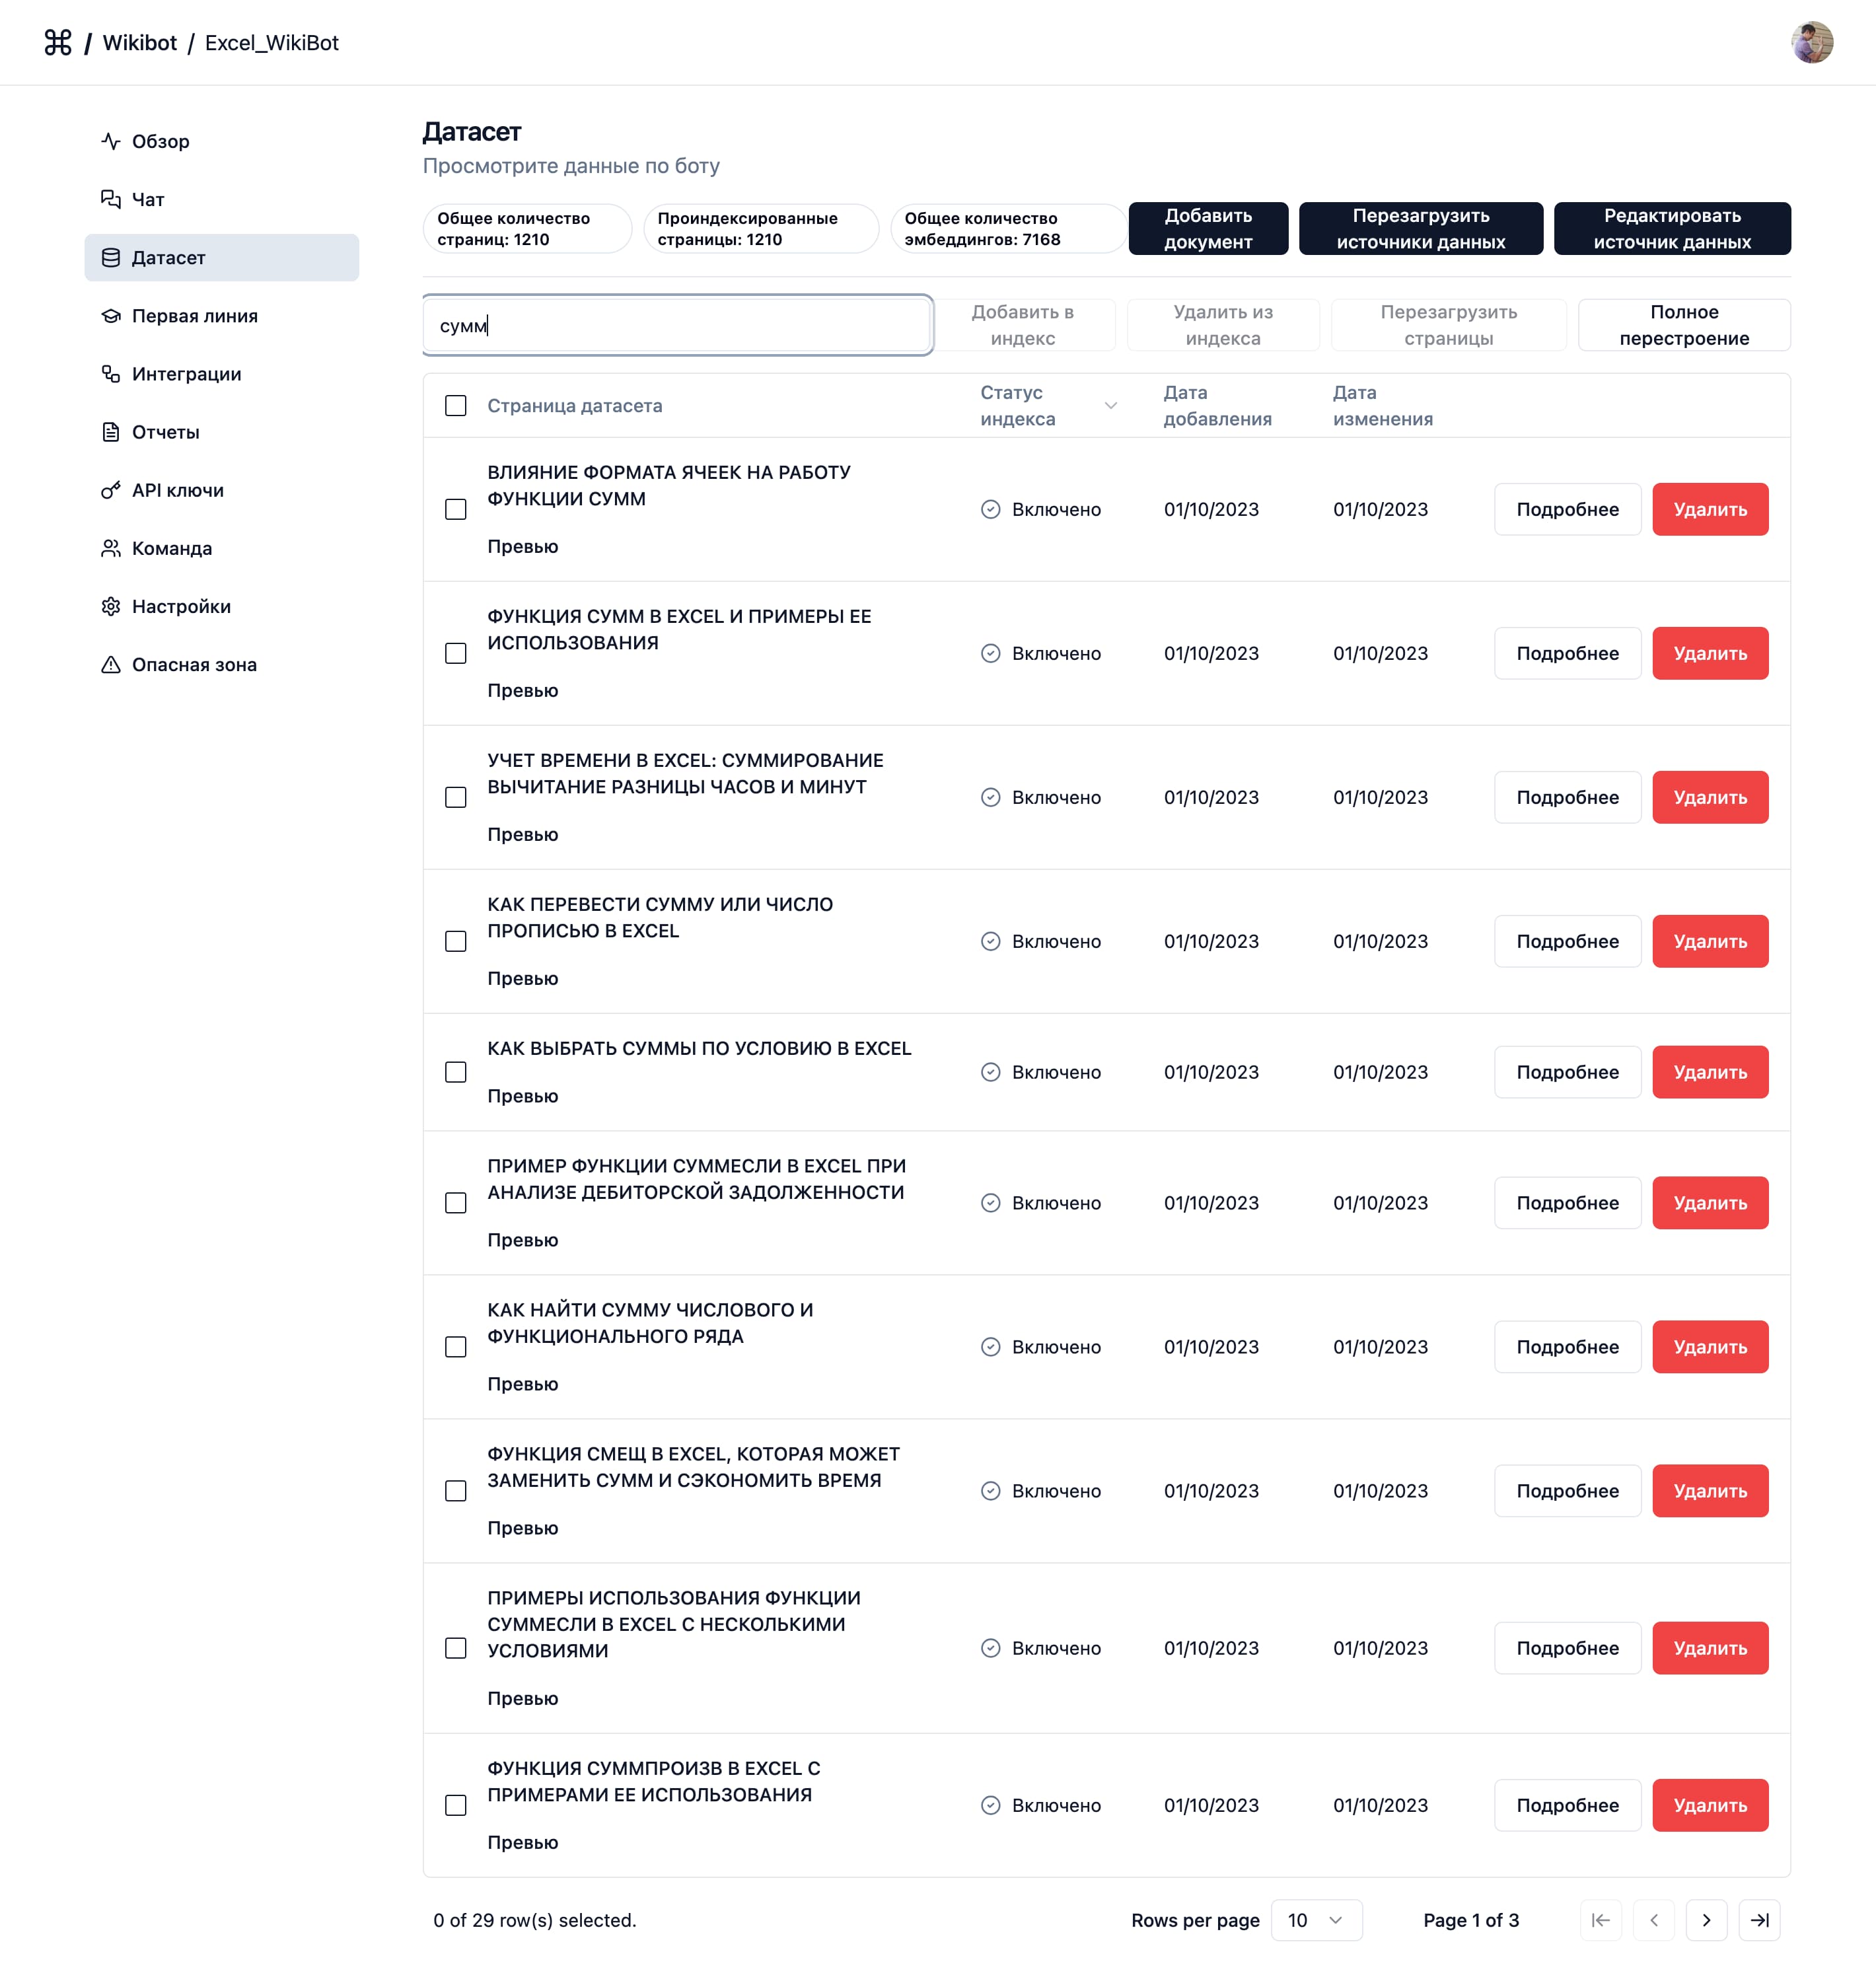 / Wikibot / Excel_WikiBot
Обзор
Чат
Датасет
Первая линия
Интеграции
Отчеты
API ключи
Команда
Настройки
Опасная зона
Датасет
Просмотрите данные по боту
Общее количество
страниц: 1210
Проиндексированные
страницы: 1210
Общее количество
эмбеддингов: 7168
Добавить
документ
Перезагрузить
источники данных
Редактировать
источник данных
сумм
Добавить в
индекс
Удалить из
индекса
Перезагрузить
страницы
Полное
перестроение
Страница датасета
Статус
индекса
Дата
добавления
Дата
изменения
ВЛИЯНИЕ ФОРМАТА ЯЧЕЕК НА РАБОТУ
ФУНКЦИИ СУММ
Превью
Включено
01/10/2023
01/10/2023
Подробнее
Удалить
ФУНКЦИЯ СУММ В EXCEL И ПРИМЕРЫ ЕЕ
ИСПОЛЬЗОВАНИЯ
Превью
Включено
01/10/2023
01/10/2023
Подробнее
Удалить
УЧЕТ ВРЕМЕНИ В EXCEL: СУММИРОВАНИЕ
ВЫЧИТАНИЕ РАЗНИЦЫ ЧАСОВ И МИНУТ
Превью
Включено
01/10/2023
01/10/2023
Подробнее
Удалить
КАК ПЕРЕВЕСТИ СУММУ ИЛИ ЧИСЛО
ПРОПИСЬЮ В EXCEL
Превью
Включено
01/10/2023
01/10/2023
Подробнее
Удалить
КАК ВЫБРАТЬ СУММЫ ПО УСЛОВИЮ В EXCEL
Превью
Включено
01/10/2023
01/10/2023
Подробнее
Удалить
ПРИМЕР ФУНКЦИИ СУММЕСЛИ В EXCEL ПРИ
АНАЛИЗЕ ДЕБИТОРСКОЙ ЗАДОЛЖЕННОСТИ
Превью
Включено
01/10/2023
01/10/2023
Подробнее
Удалить
КАК НАЙТИ СУММУ ЧИСЛОВОГО И
ФУНКЦИОНАЛЬНОГО РЯДА
Превью
Включено
01/10/2023
01/10/2023
Подробнее
Удалить
ФУНКЦИЯ СМЕЩ В EXCEL, КОТОРАЯ МОЖЕТ
ЗАМЕНИТЬ СУММ И СЭКОНОМИТЬ ВРЕМЯ
Превью
Включено
01/10/2023
01/10/2023
Подробнее
Удалить
ПРИМЕРЫ ИСПОЛЬЗОВАНИЯ ФУНКЦИИ
СУММЕСЛИ В EXCEL С НЕСКОЛЬКИМИ
УСЛОВИЯМИ
Превью
Включено
01/10/2023
01/10/2023
Подробнее
Удалить
ФУНКЦИЯ СУММПРОИЗВ В EXCEL С
ПРИМЕРАМИ ЕЕ ИСПОЛЬЗОВАНИЯ
Превью
Включено
01/10/2023
01/10/2023
Подробнее
Удалить
0 of 29 row(s) selected.
Rows per page
10
Page 1 of 3